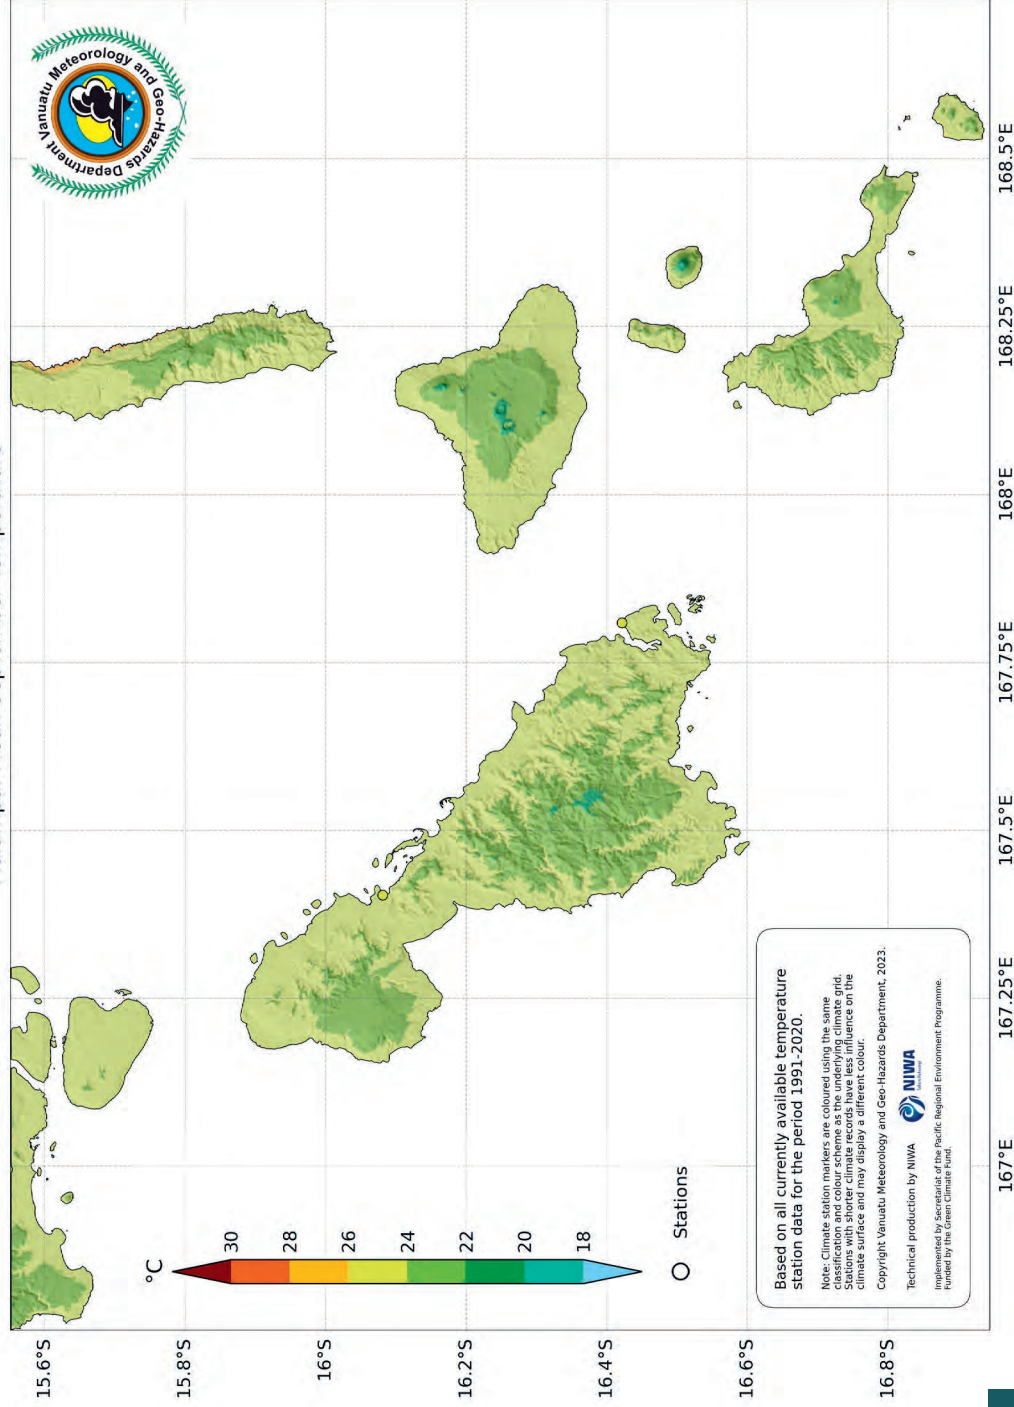 Vanuatu Meteorology and Geo-Hazards Department
°C
30
28
26
24
22
20
18
Stations
Based on all currently available temperature
station data for the period 1991-2020.
Note: Climate station markers are coloured using the same
classification and colour scheme as the underlying climate grid.
Stations with shorter climate records have less influence on the
climate surface and may display a different colour.
Copyright Vanuatu Meteorology and Geo-Hazards Department, 2023.
Technical production by NIWA
NIWA
Implemented by Secretariat of the Pacific Regional Environment Programme.
Funded by the Green Climate Fund.
15.6°S
15.8°S
16°S
16.2°S
16.4°S
16.6°S
16.8°S
167°E
167.25°E
167.5°E
167.75°E
168°E
168.25°E
168.5°E